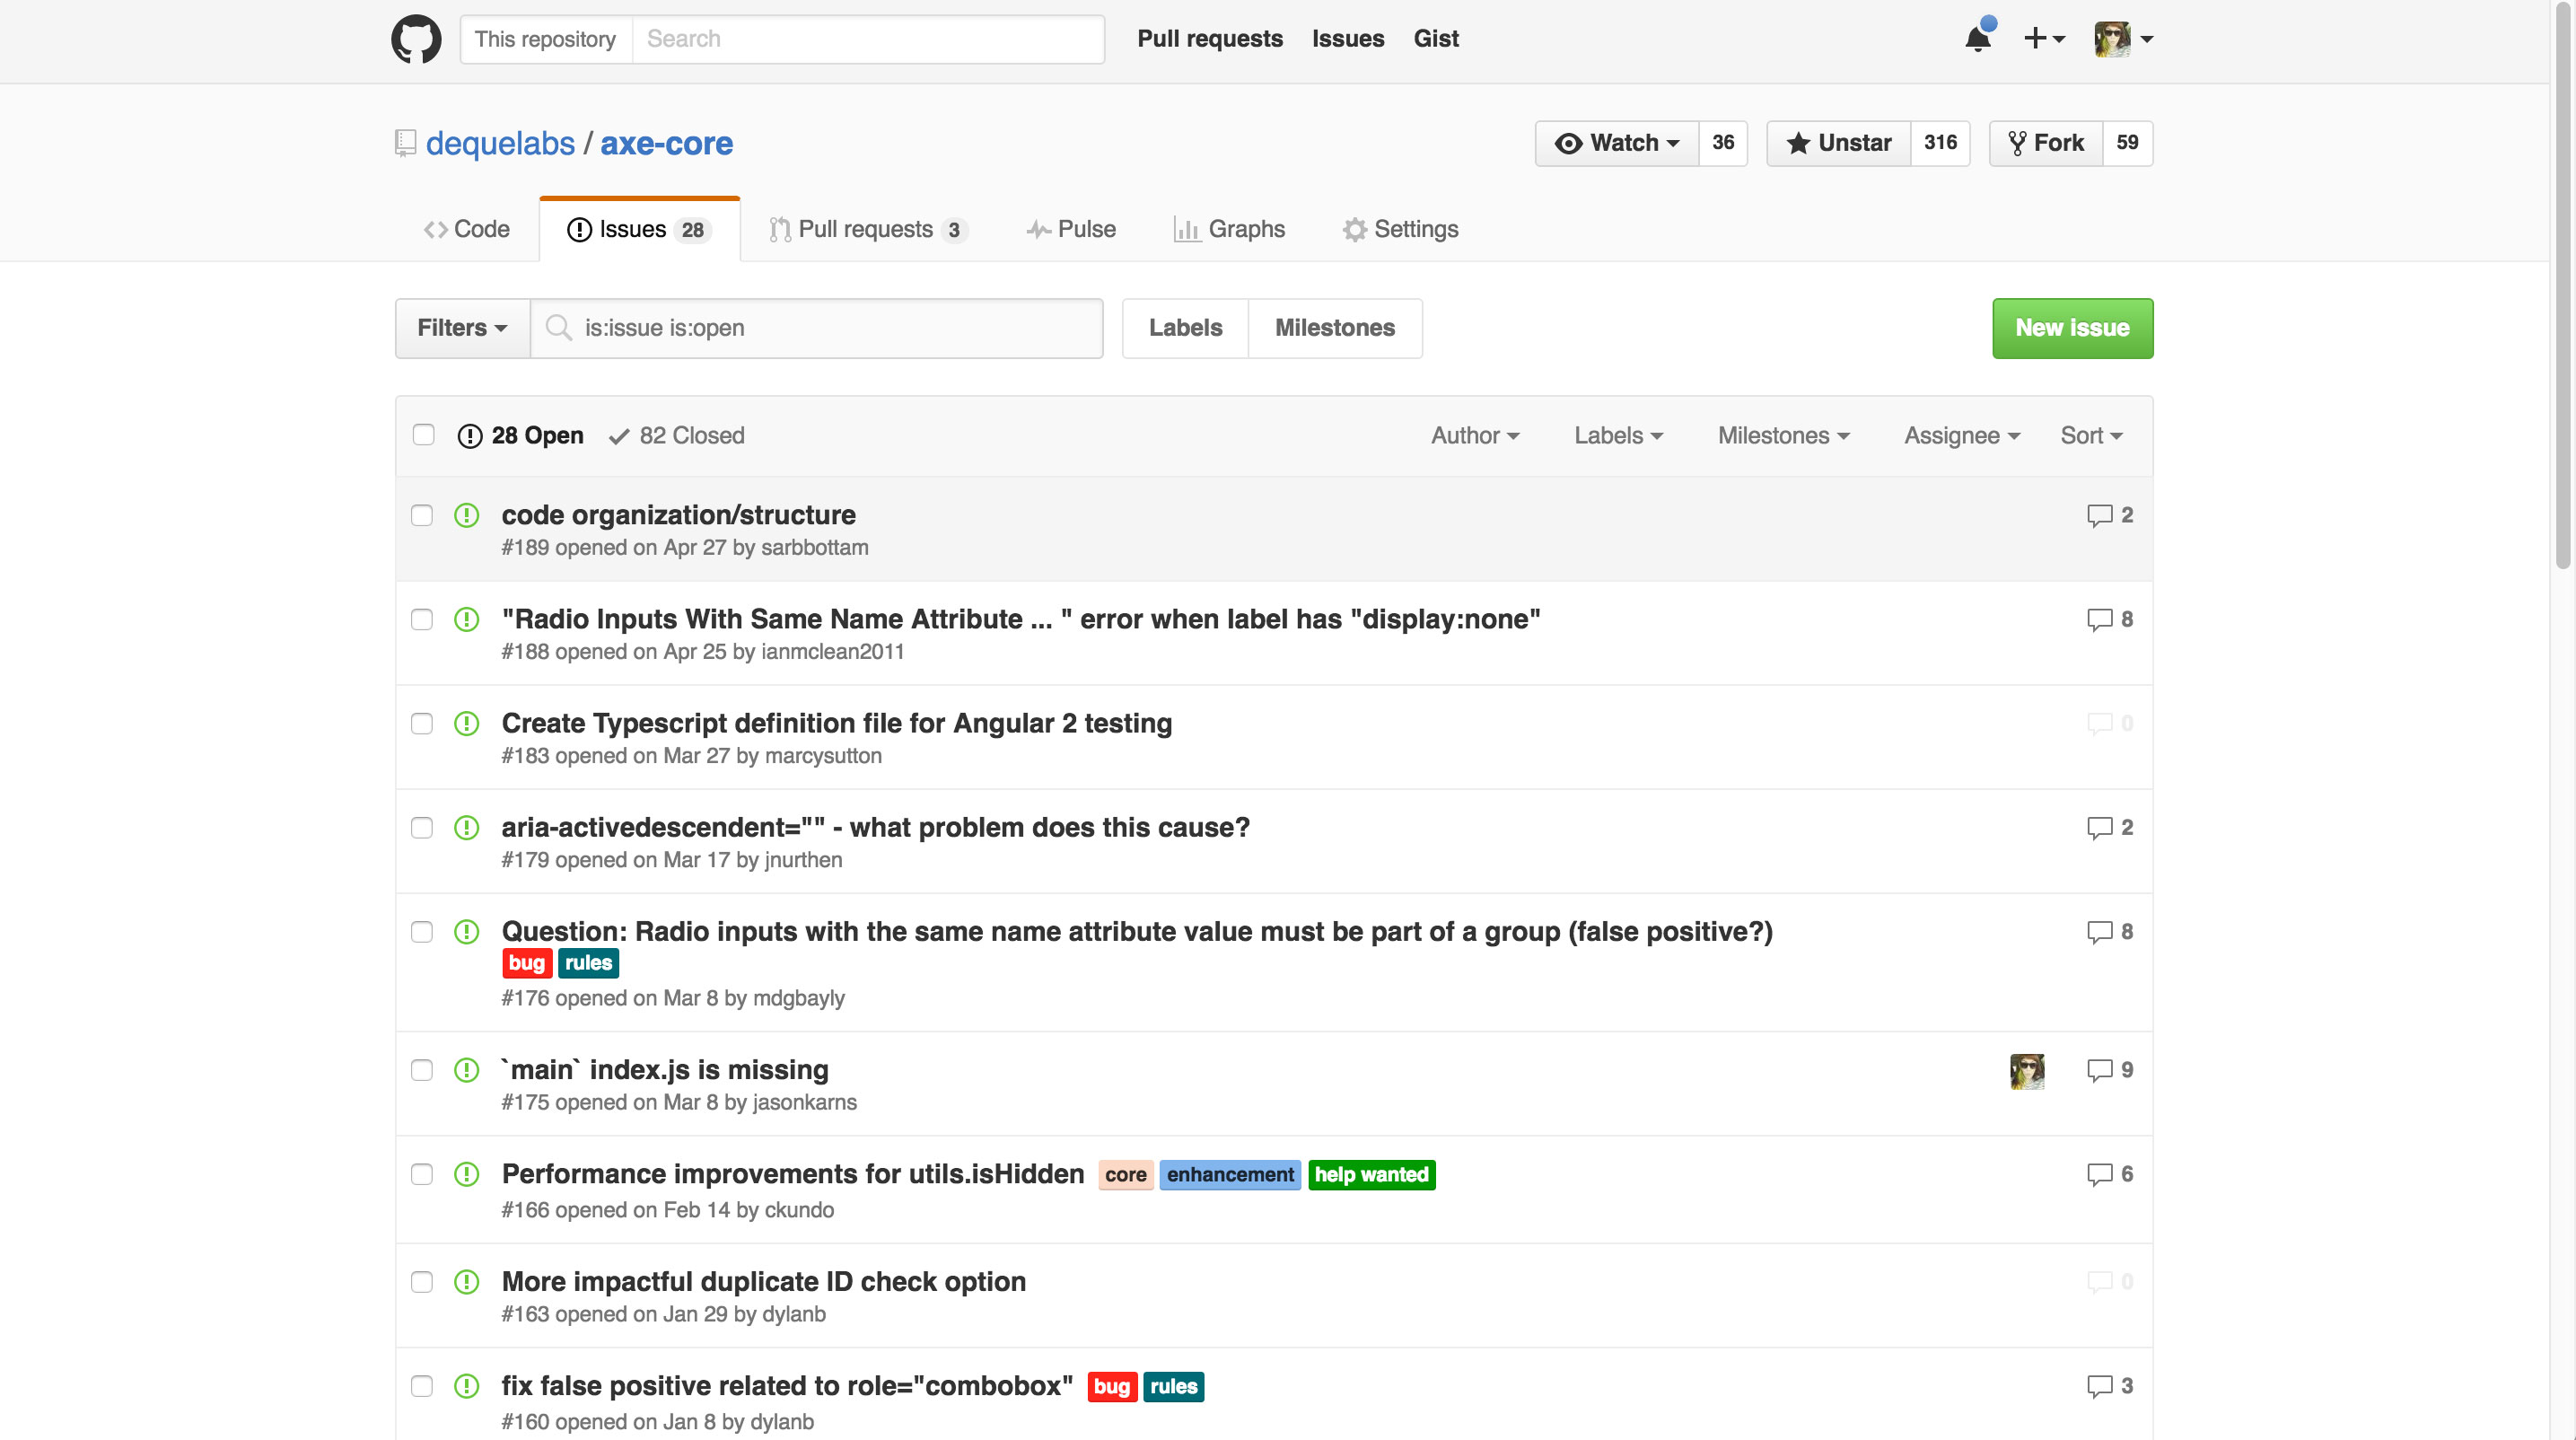 This repository Search Pull requests Issues Gist
dequelabs / axe-core Watch 36 Unstar 316 Fork 59
Code Issues 28 Pull requests 3 Pulse Graphs Settings
Filters is:issue is:open Labels Milestones New issue
28 Open 82 Closed Author Labels Milestones Assignee Sort
code organization/structure 2
#189 opened on Apr 27 by sarbbottam
"Radio Inputs With Same Name Attribute ... " error when label has "display:none" 8
#188 opened on Apr 25 by ianmclean2011
Create Typescript definition file for Angular 2 testing 0
#183 opened on Mar 27 by marcysutton
aria-activedescendent="" - what problem does this cause? 2
#179 opened on Mar 17 by jnurthen
Question: Radio inputs with the same name attribute value must be part of a group (false positive?) 8
bug rules
#176 opened on Mar 8 by mdgbayly
`main` index.js is missing 9
#175 opened on Mar 8 by jasonkarns
Performance improvements for utils.isHidden core enhancement help wanted 6
#166 opened on Feb 14 by ckundo
More impactful duplicate ID check option 0
#163 opened on Jan 29 by dylanb
fix false positive related to role="combobox" bug rules 3
#160 opened on Jan 8 by dylanb